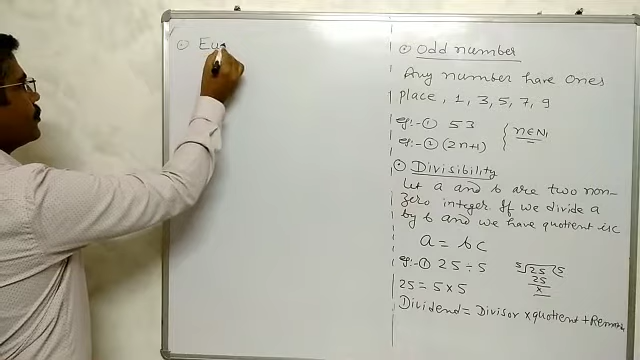 ⊙ Eu
⊙ Odd number
Any number have Ones
place, 1, 3, 5, 7, 9
eg:-① 53
eg:-② (2n+1) { n∈N,
⊙ Divisibility
Let a and b are two non-
zero integer. If we divide a
by b and we have quotient is c
a = bc
eg:-① 25÷5
5 25 5
25
x
25 = 5×5
Dividend = Divisor × quotient +